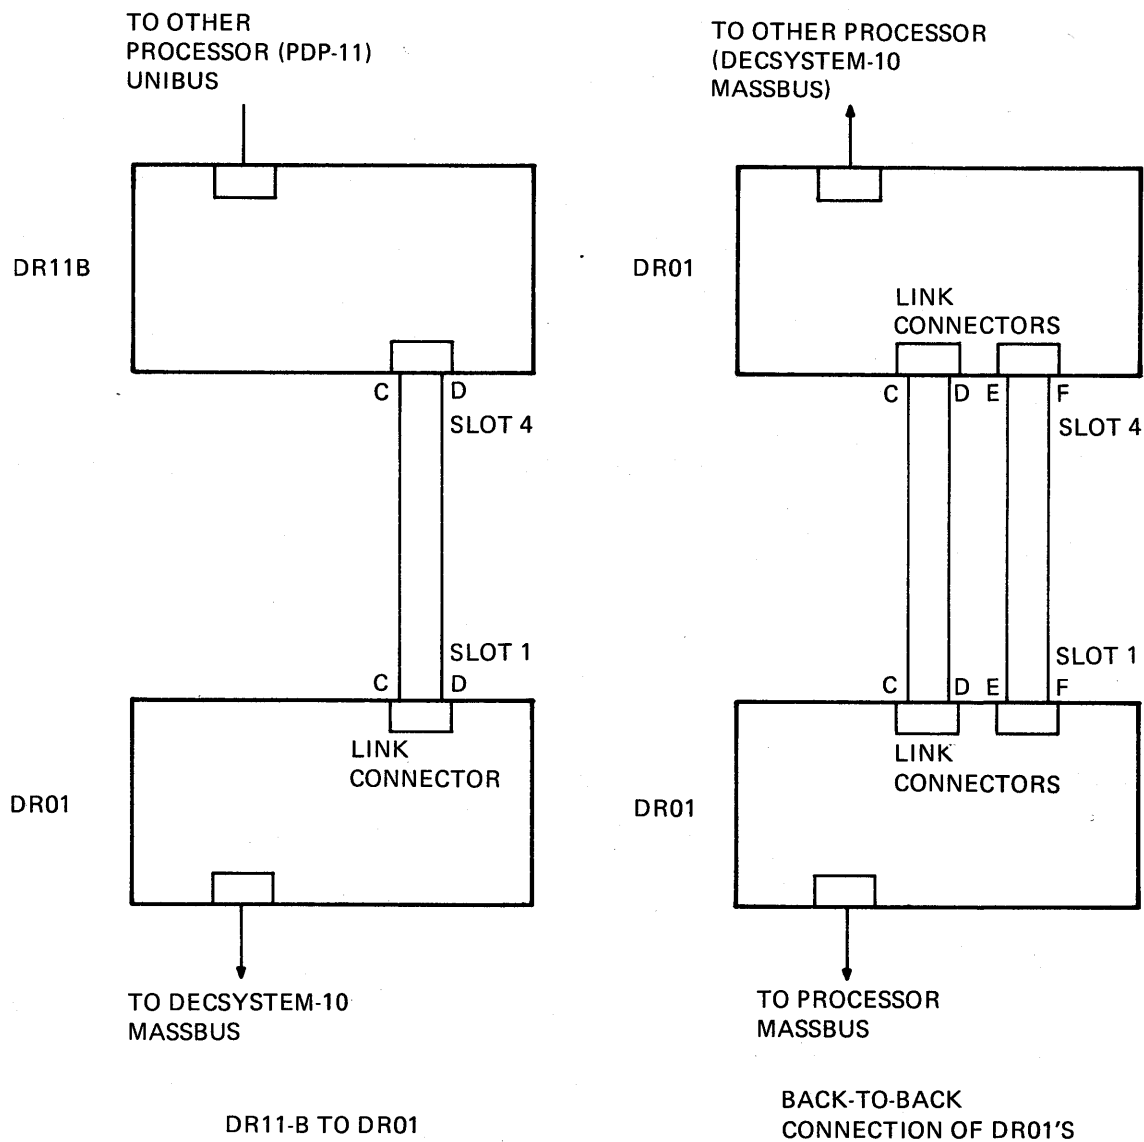 TO OTHER
PROCESSOR (PDP-11)
UNIBUS
DR11B
C D
SLOT 4
SLOT 1
C D
LINK
CONNECTOR
DR01
TO DECSYSTEM-10
MASSBUS
DR11-B TO DR01
TO OTHER PROCESSOR
(DECSYSTEM-10
MASSBUS)
DR01
LINK
CONNECTORS
C D E F
SLOT 4
SLOT 1
C D E F
LINK
CONNECTORS
DR01
TO PROCESSOR
MASSBUS
BACK-TO-BACK
CONNECTION OF DR01'S